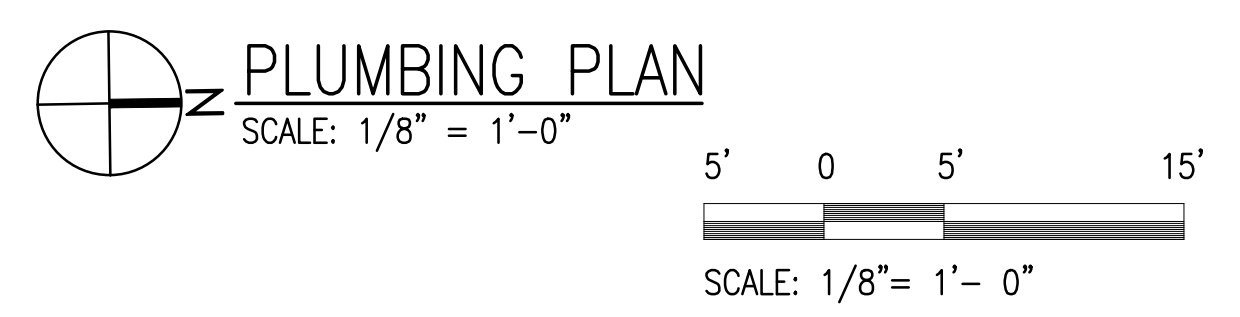 N PLUMBING PLAN
SCALE: 1/8" = 1'-0"
5' 0 5' 15'
SCALE: 1/8"= 1'- 0"